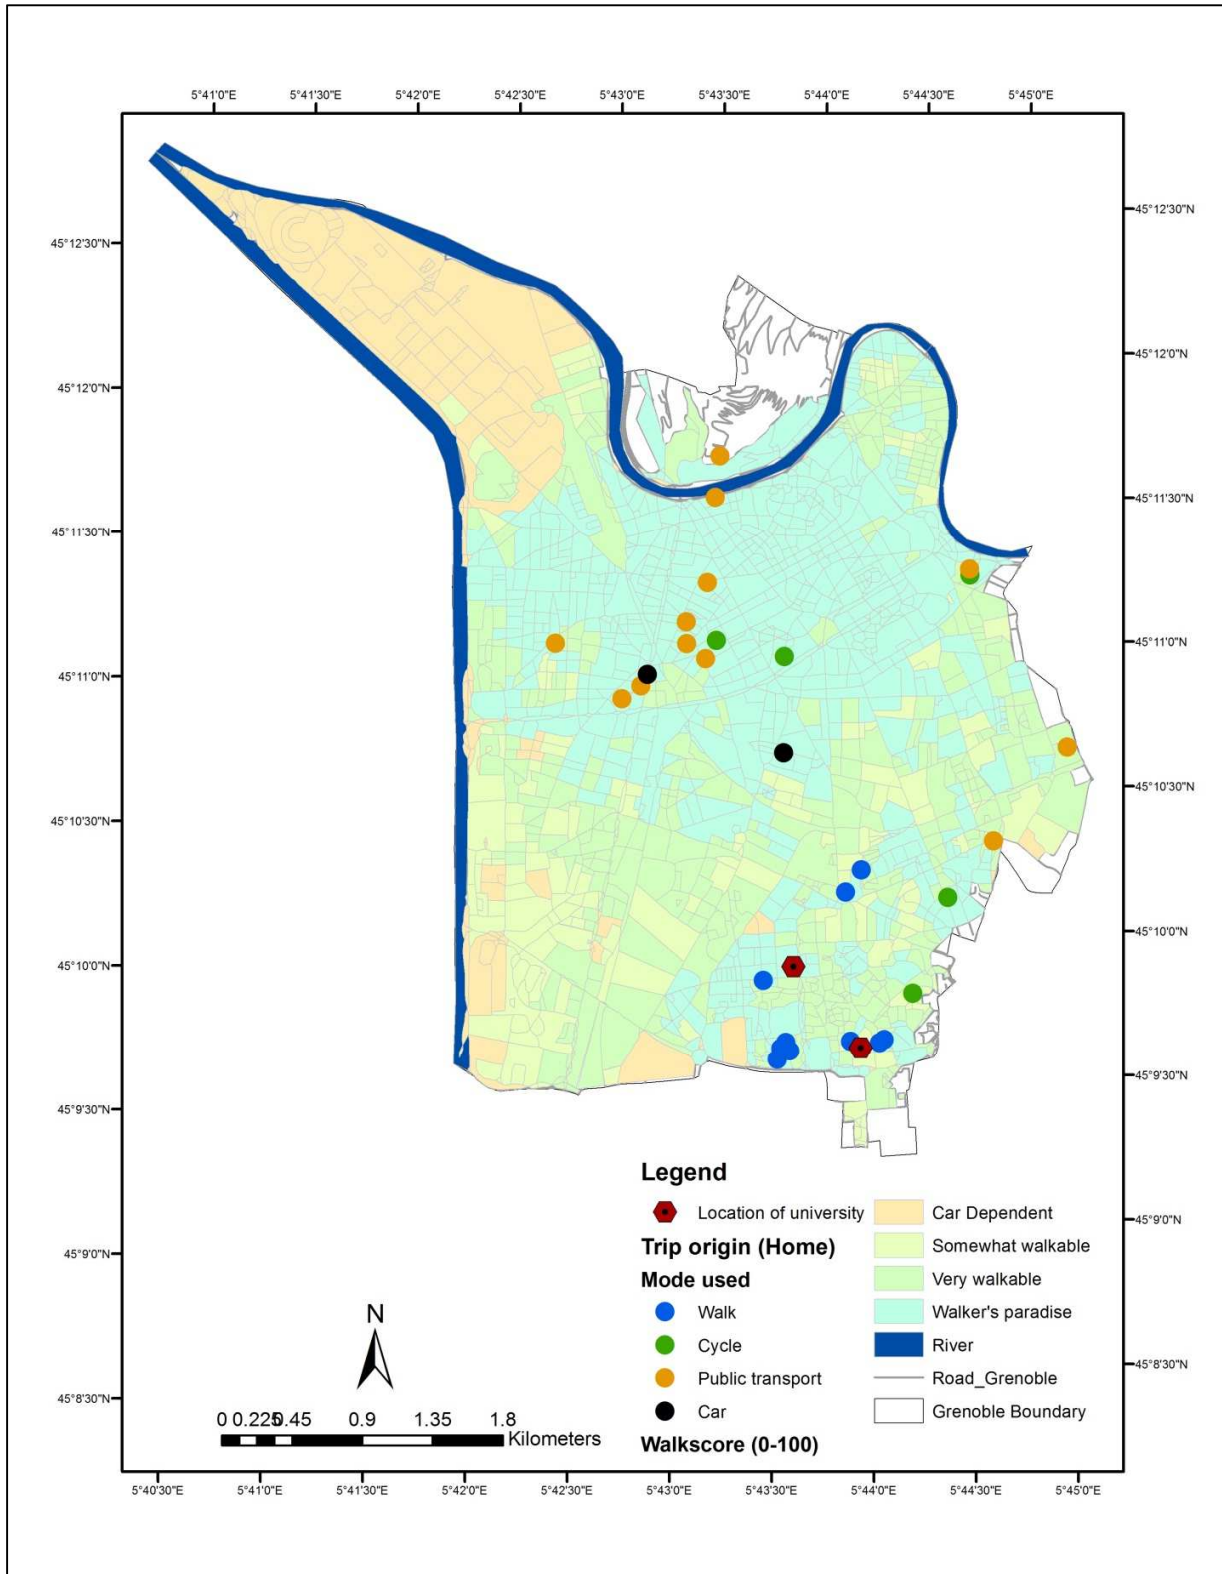 5°41'0"E 5°41'30"E 5°42'0"E 5°42'30"E 5°43'0"E 5°43'30"E 5°44'0"E 5°44'30"E 5°45'0"E
45°12'30"N
45°12'30"N
45°12'0"N
45°12'0"N
45°11'30"N
45°11'30"N
45°11'0"N
45°11'0"N
45°10'30"N
45°10'30"N
45°10'0"N
45°10'0"N
45°9'30"N
45°9'30"N
45°9'0"N
45°9'0"N
45°8'30"N
45°8'30"N
Legend
Location of university
Trip origin (Home)
Mode used
Walk
Cycle
Public transport
Car
Walkscore (0-100)
Car Dependent
Somewhat walkable
Very walkable
Walker's paradise
River
Road_Grenoble
Grenoble Boundary
N
0 0.225 0.45 0.9 1.35 1.8
Kilometers
5°40'30"E 5°41'0"E 5°41'30"E 5°42'0"E 5°42'30"E 5°43'0"E 5°43'30"E 5°44'0"E 5°44'30"E 5°45'0"E